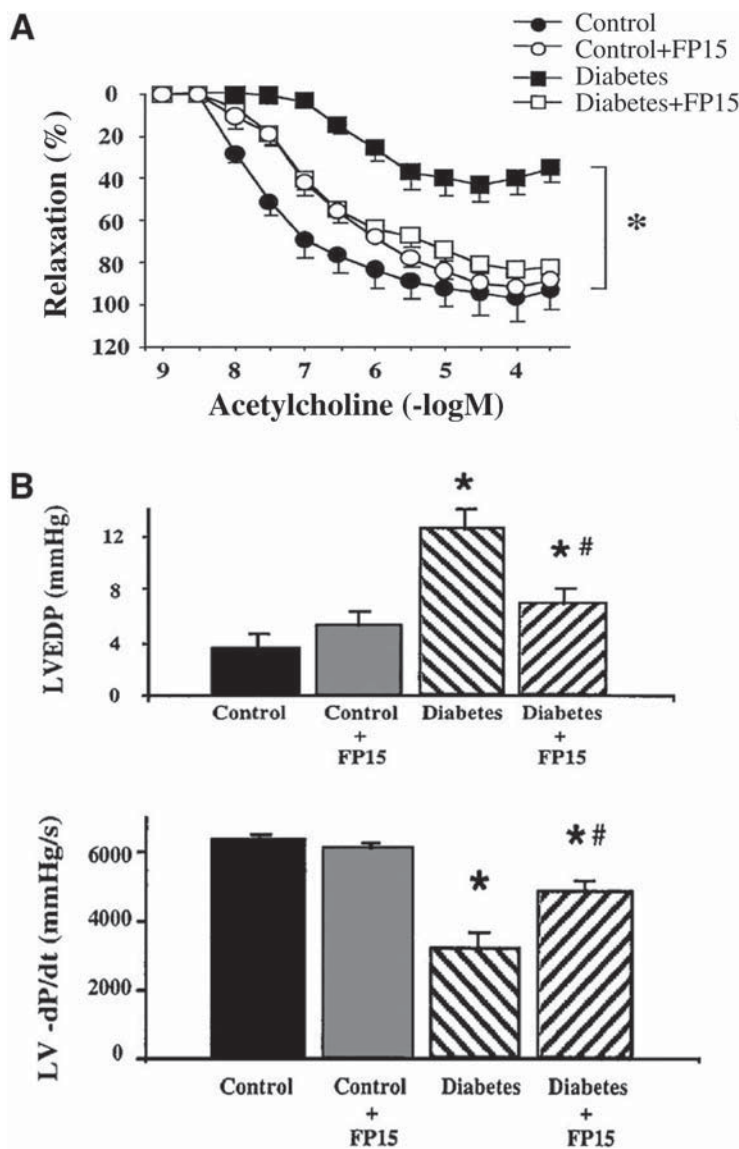 A
Control
Control+FP15
Diabetes
Diabetes+FP15
Relaxation (%)
0
20
40
60
80
100
120
*
9 8 7 6 5 4
Acetylcholine (-logM)
B
LVEDP (mmHg)
12
8
4
0
*
* #
Control Control Diabetes Diabetes
+ +
FP15 FP15
LV -dP/dt (mmHg/s)
6000
4000
2000
0
*
* #
Control Control Diabetes Diabetes
+ +
FP15 FP15